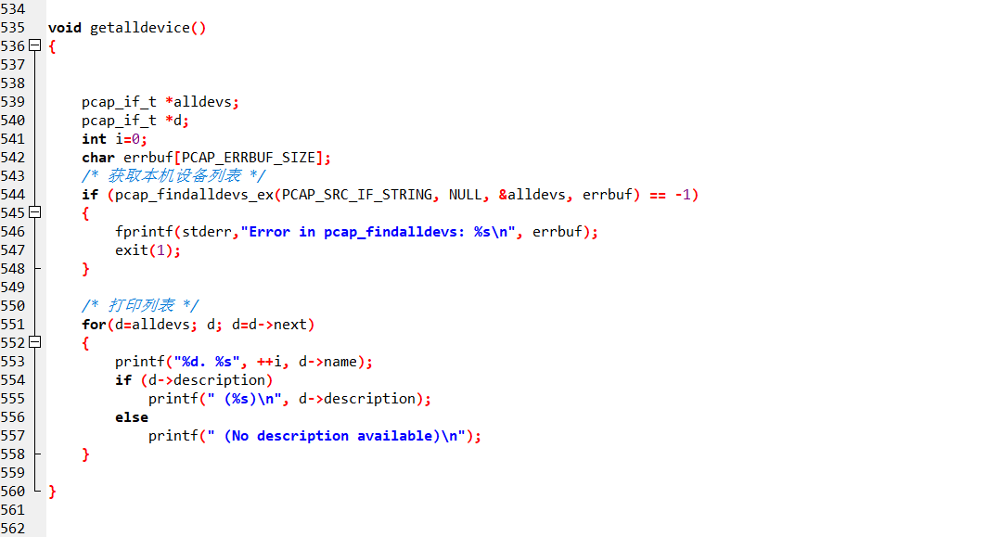 534
535 void getalldevice()
536 {
537
538
539 pcap_if_t *alldevs;
540 pcap_if_t *d;
541 int i=0;
542 char errbuf[PCAP_ERRBUF_SIZE];
543 /* 获取本机设备列表 */
544 if (pcap_findalldevs_ex(PCAP_SRC_IF_STRING, NULL, &alldevs, errbuf) == -1)
545 {
546 fprintf(stderr,"Error in pcap_findalldevs: %s\n", errbuf);
547 exit(1);
548 }
549
550 /* 打印列表 */
551 for(d=alldevs; d; d=d->next)
552 {
553 printf("%d. %s", ++i, d->name);
554 if (d->description)
555 printf(" (%s)\n", d->description);
556 else
557 printf(" (No description available)\n");
558 }
559
560 }
561
562